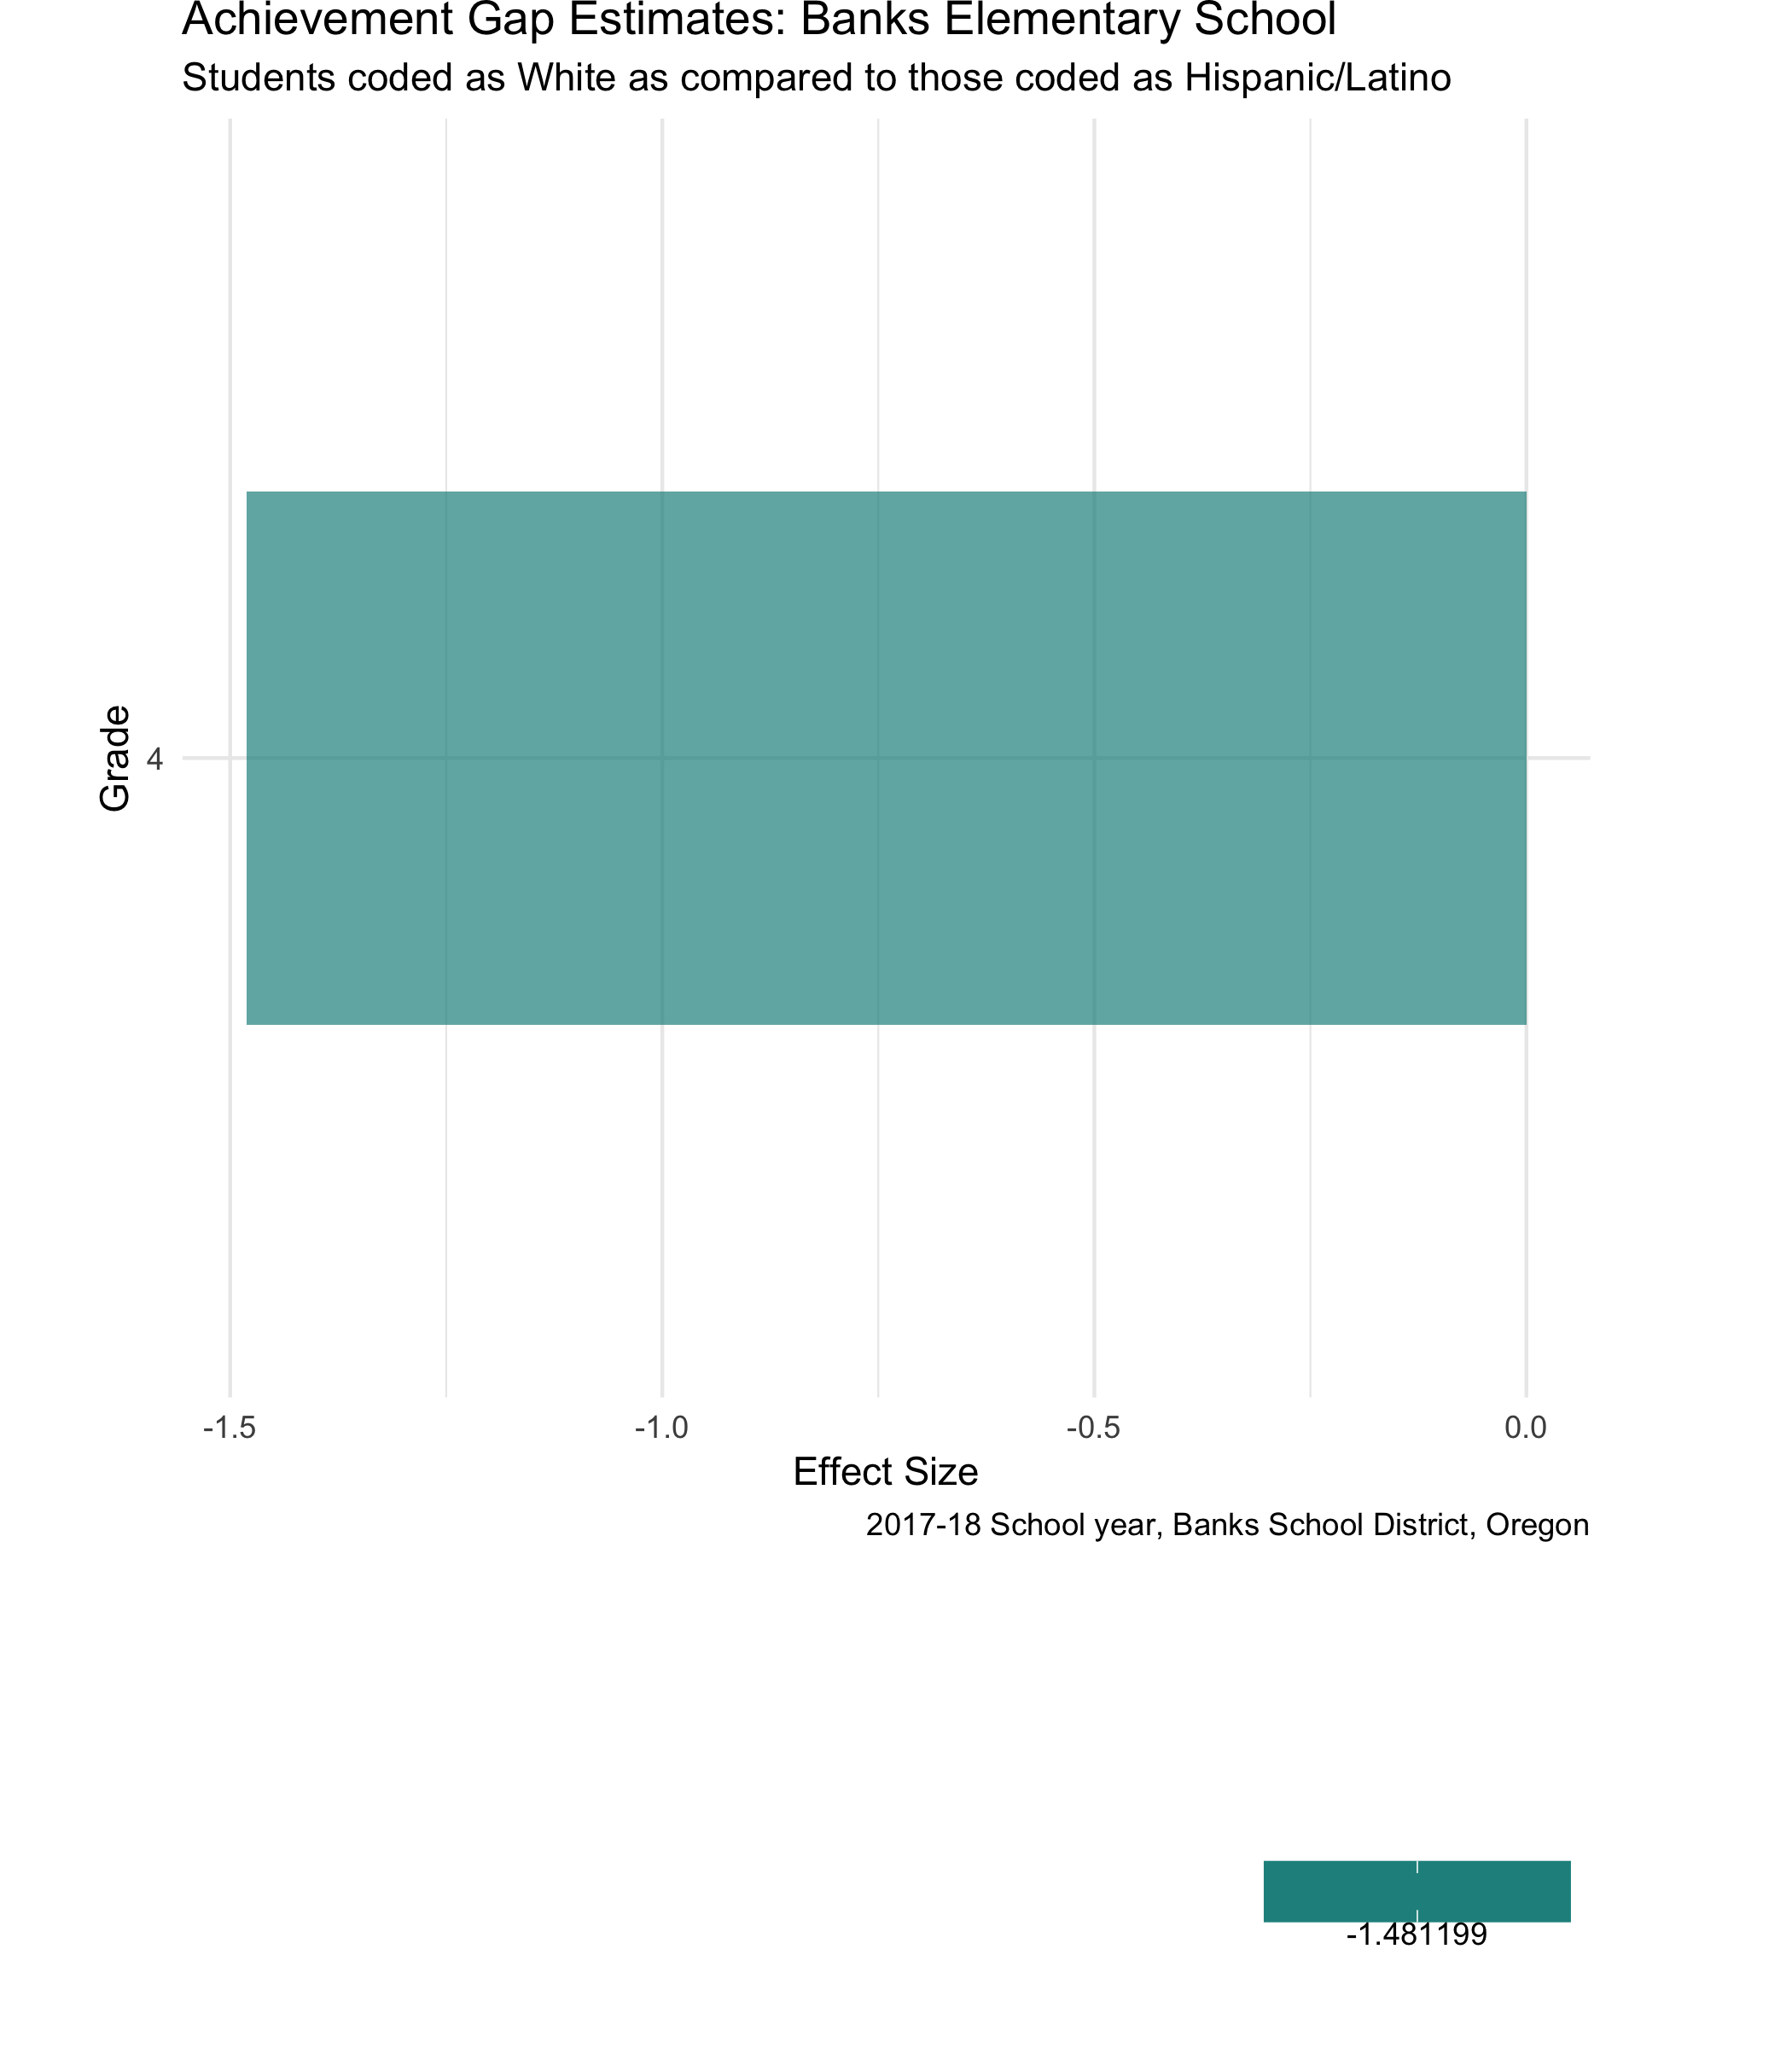 Achievement Gap Estimates: Banks Elementary School
Students coded as White as compared to those coded as Hispanic/Latino
Grade
4
-1.5 -1.0 -0.5 0.0
Effect Size
2017-18 School year, Banks School District, Oregon
-1.481199